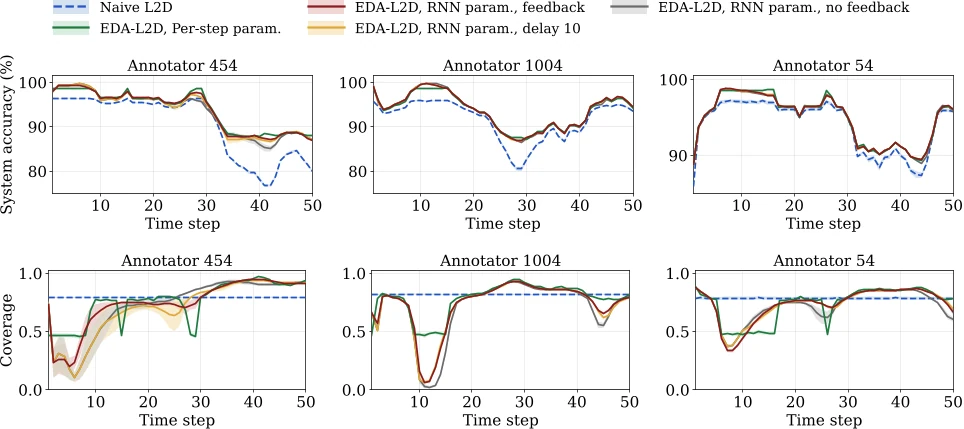 Naive L2D
EDA-L2D, Per-step param.
EDA-L2D, RNN param., feedback
EDA-L2D, RNN param., delay 10
EDA-L2D, RNN param., no feedback
Annotator 454
Annotator 1004
Annotator 54
System accuracy (%)
100
90
80
10
20
30
40
50
Time step
100
90
80
10
20
30
40
50
Time step
100
90
10
20
30
40
50
Time step
Annotator 454
Annotator 1004
Annotator 54
Coverage
1.0
0.5
0.0
10
20
30
40
50
Time step
1.0
0.5
0.0
10
20
30
40
50
Time step
1.0
0.5
0.0
10
20
30
40
50
Time step